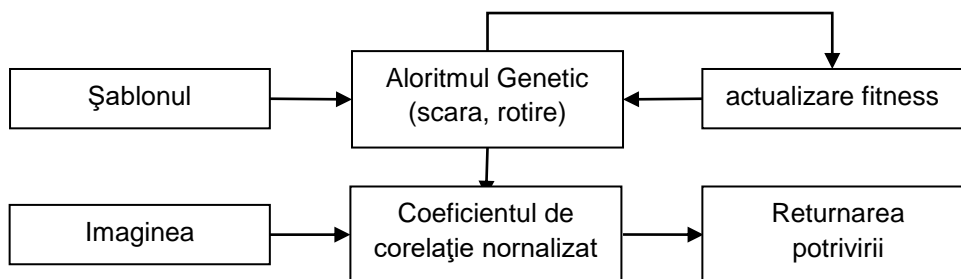 Şablonul
Aloritmul Genetic
(scara, rotire)
actualizare fitness
Imaginea
Coeficientul de
corelaţie nornalizat
Returnarea
potrivirii